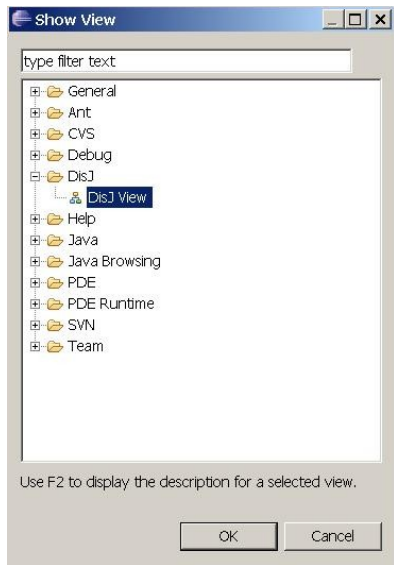 Show View
type filter text
General
Ant
CVS
Debug
DisJ
DisJ View
Help
Java
Java Browsing
PDE
PDE Runtime
SVN
Team
Use F2 to display the description for a selected view.
OK Cancel